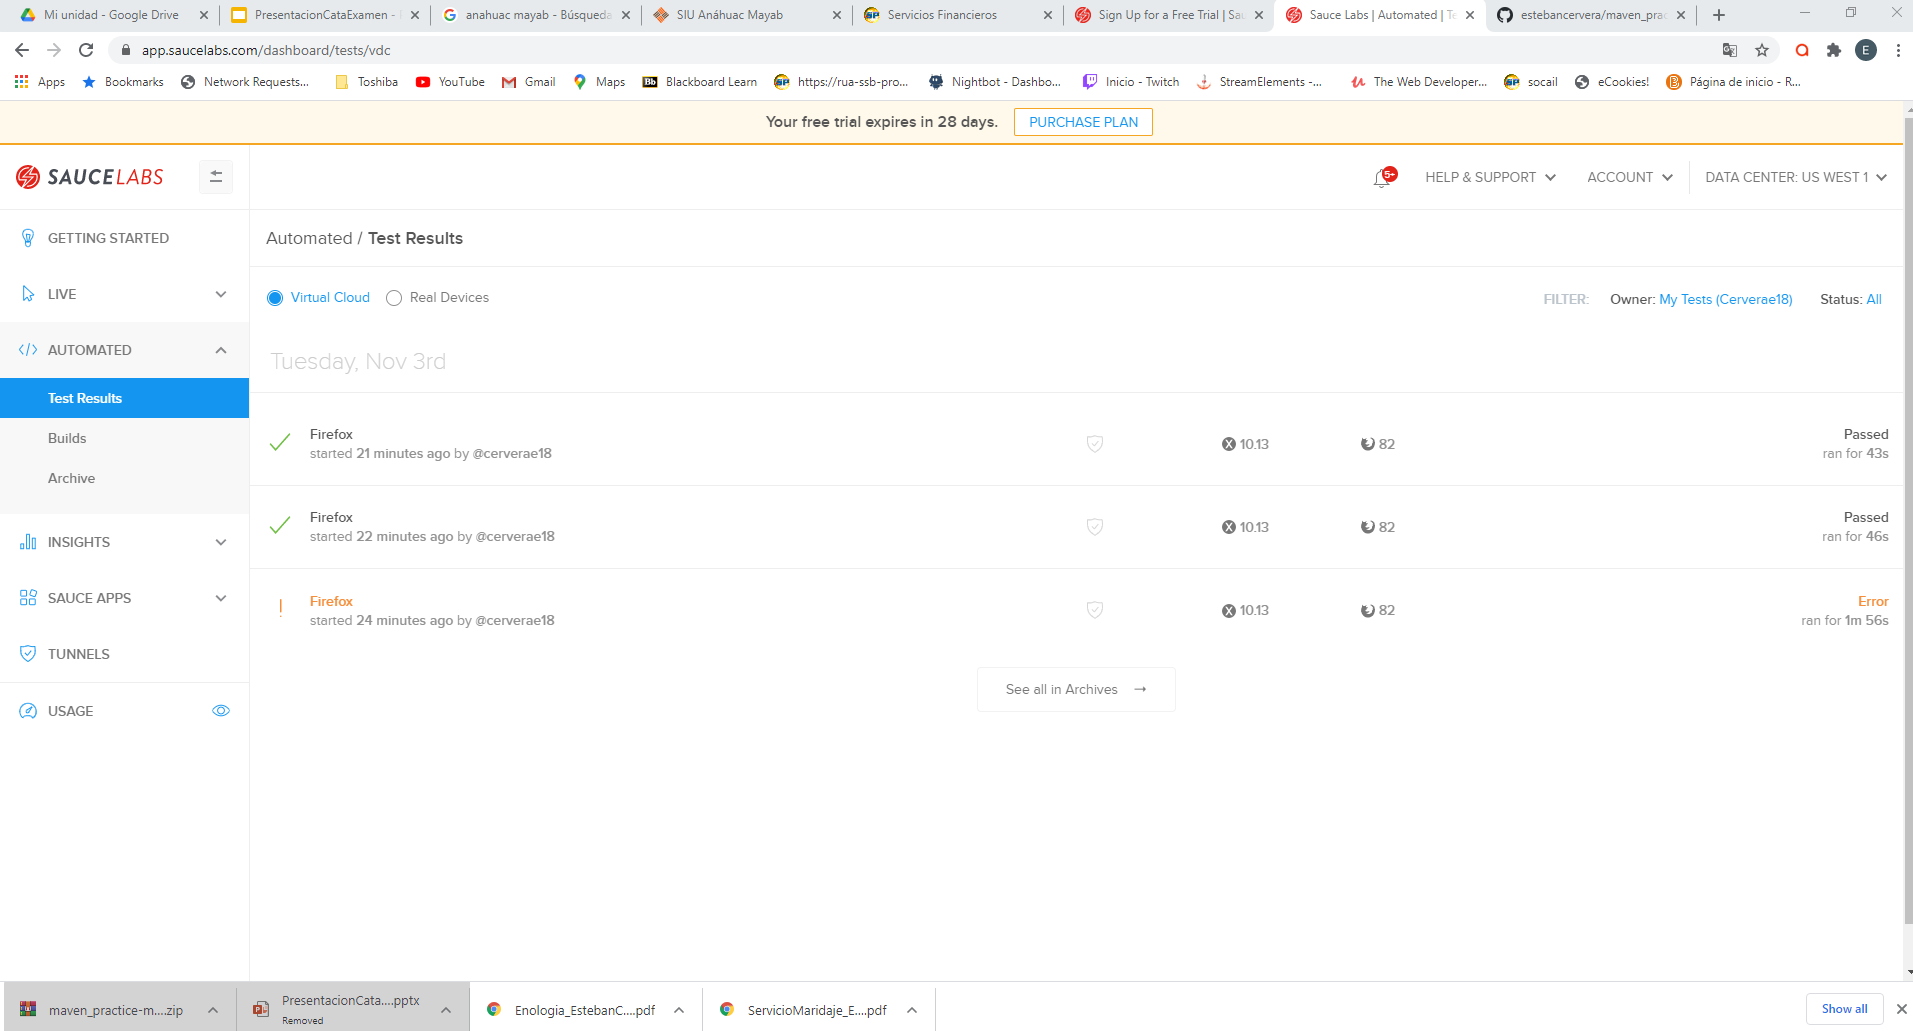 Mi unidad - Google Drive
PresentacionCataExamen -
anahuac mayab - Búsqueda
SIU Anáhuac Mayab
Servicios Financieros
Sign Up for a Free Trial | Sau
Sauce Labs | Automated | Te
estebancervera/maven_prac
app.saucelabs.com/dashboard/tests/vdc
E
Apps
Bookmarks
Network Requests...
Toshiba
YouTube
Gmail
Maps
Bb
Blackboard Learn
https://rua-ssb-pro...
Nightbot - Dashbo...
Inicio - Twitch
StreamElements -...
The Web Developer...
socail
eCookies!
Página de inicio - R...
Your free trial expires in 28 days.
PURCHASE PLAN
SAUCELABS
5+
HELP & SUPPORT
ACCOUNT
DATA CENTER: US WEST 1
GETTING STARTED
LIVE
AUTOMATED
Test Results
Builds
Archive
INSIGHTS
SAUCE APPS
TUNNELS
USAGE
Automated / Test Results
Virtual Cloud
Real Devices
FILTER:
Owner: My Tests (Cerverae18)
Status: All
Tuesday, Nov 3rd
Firefox
started 21 minutes ago by @cerverae18
10.13
82
Passed
ran for 43s
Firefox
started 22 minutes ago by @cerverae18
10.13
82
Passed
ran for 46s
Firefox
started 24 minutes ago by @cerverae18
10.13
82
Error
ran for 1m 56s
See all in Archives →
maven_practice-m....zip
PresentacionCata....pptx
Removed
Enologia_EstebanC....pdf
ServicioMaridaje_E....pdf
Show all